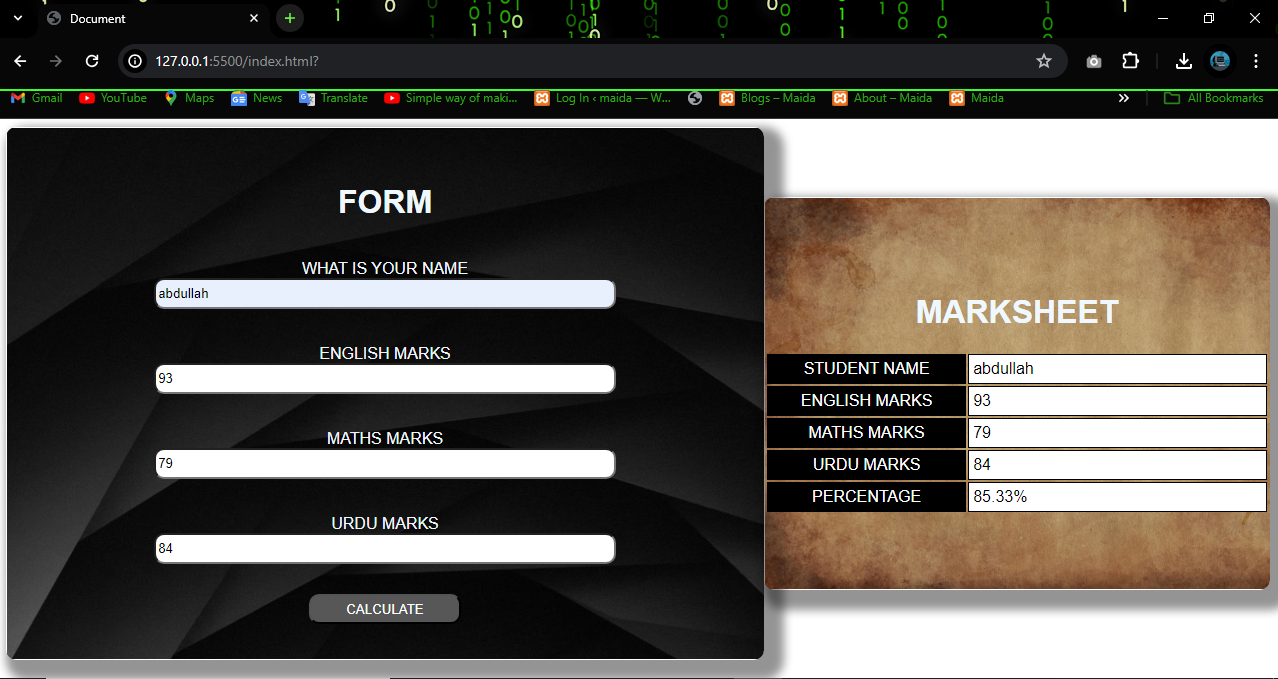 Document
127.0.0.1:5500/index.html?
Gmail YouTube Maps News Translate Simple way of maki... Log In ‹ maida — W... Blogs – Maida About – Maida Maida » All Bookmarks
FORM
WHAT IS YOUR NAME
abdullah
ENGLISH MARKS
93
MATHS MARKS
79
URDU MARKS
84
CALCULATE
MARKSHEET
STUDENT NAME abdullah
ENGLISH MARKS 93
MATHS MARKS 79
URDU MARKS 84
PERCENTAGE 85.33%